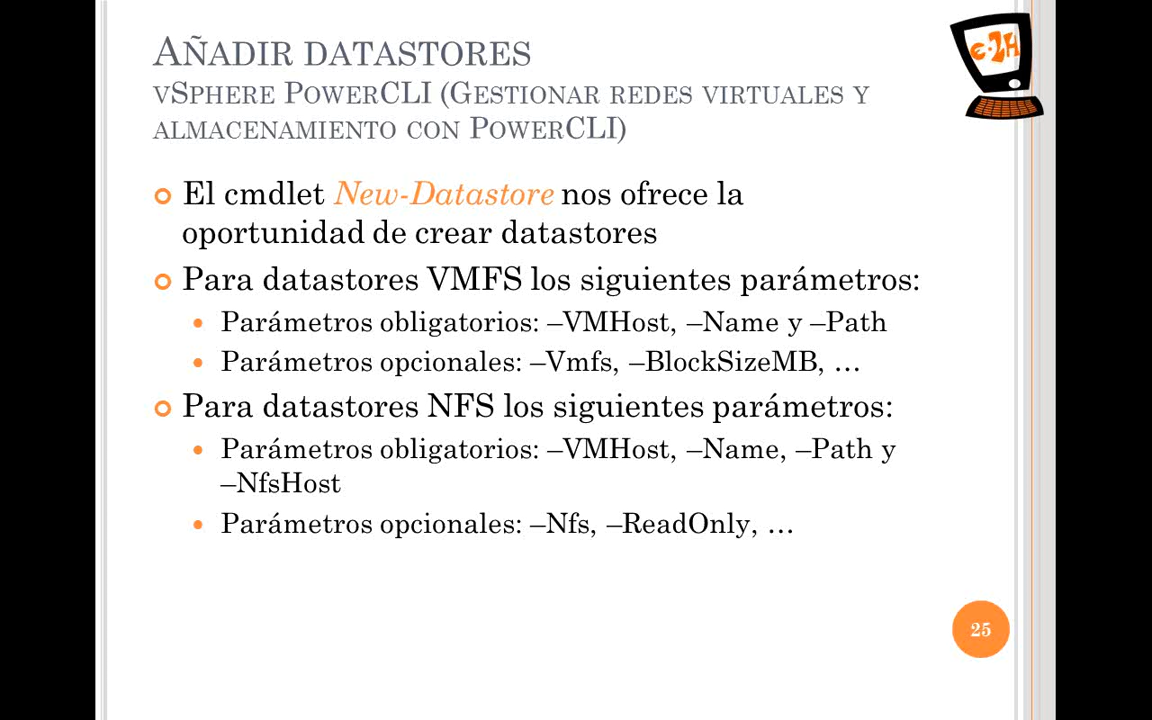 AÑADIR DATASTORES
VSPHERE POWERCLI (GESTIONAR REDES VIRTUALES Y
ALMACENAMIENTO CON POWERCLI)
e-2H
El cmdlet New-Datastore nos ofrece la
oportunidad de crear datastores
Para datastores VMFS los siguientes parámetros:
Parámetros obligatorios: –VMHost, –Name y –Path
Parámetros opcionales: –Vmfs, –BlockSizeMB, …
Para datastores NFS los siguientes parámetros:
Parámetros obligatorios: –VMHost, –Name, –Path y
–NfsHost
Parámetros opcionales: –Nfs, –ReadOnly, …
25